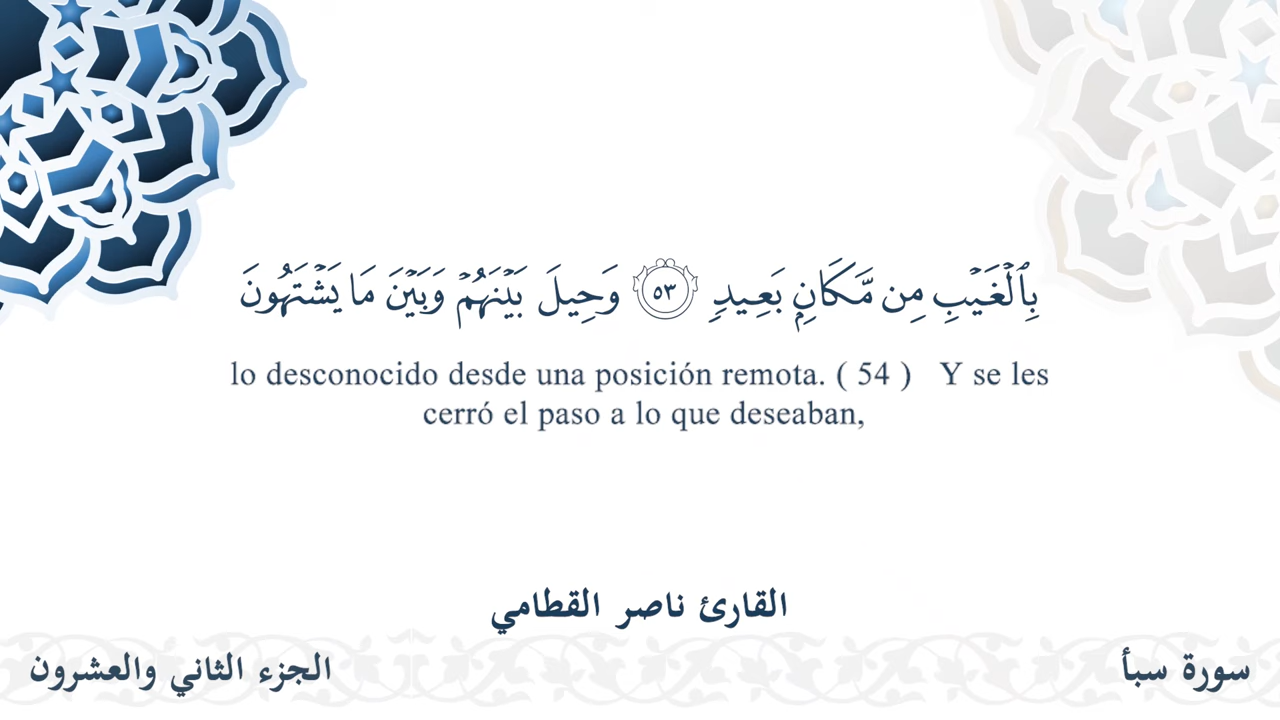 بِٱلۡغَيۡبِ مِن مَّكَانِۭ بَعِيدٖ ٥٣ وَحِيلَ بَيۡنَهُمۡ وَبَيۡنَ مَا يَشۡتَهُونَ
lo desconocido desde una posición remota. ( 54 ) Y se les
cerró el paso a lo que deseaban,
القارئ ناصر القطامي
سورة سبأ
الجزء الثاني والعشرون